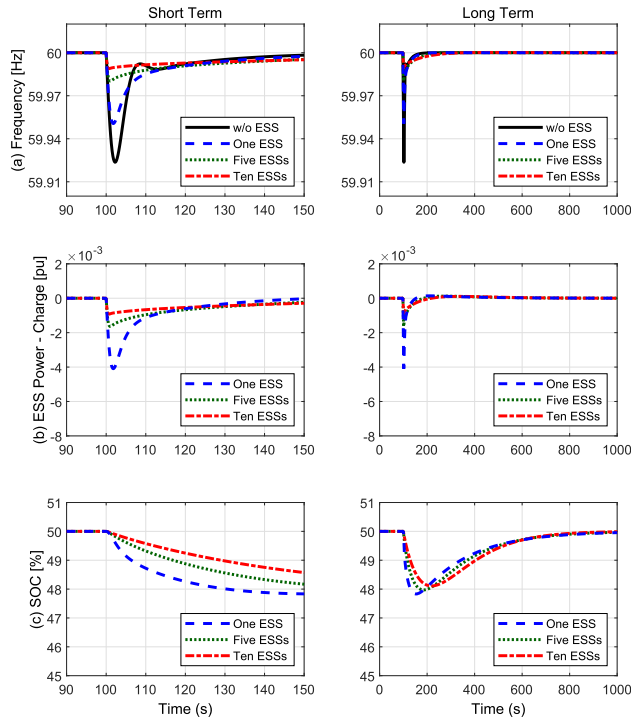 Short Term
Long Term
(a) Frequency [Hz]
60
59.97
59.94
59.91
w/o ESS
One ESS
Five ESSs
Ten ESSs
90 100 110 120 130 140 150
60
59.97
59.94
59.91
w/o ESS
One ESS
Five ESSs
Ten ESSs
0 200 400 600 800 1000
(b) ESS Power - Charge [pu]
× 10⁻³
2
0
-2
-4
-6
-8
One ESS
Five ESSs
Ten ESSs
90 100 110 120 130 140 150
× 10⁻³
2
0
-2
-4
-6
-8
One ESS
Five ESSs
Ten ESSs
0 200 400 600 800 1000
(c) SOC [%]
51
50
49
48
47
46
45
One ESS
Five ESSs
Ten ESSs
90 100 110 120 130 140 150
Time (s)
51
50
49
48
47
46
45
One ESS
Five ESSs
Ten ESSs
0 200 400 600 800 1000
Time (s)